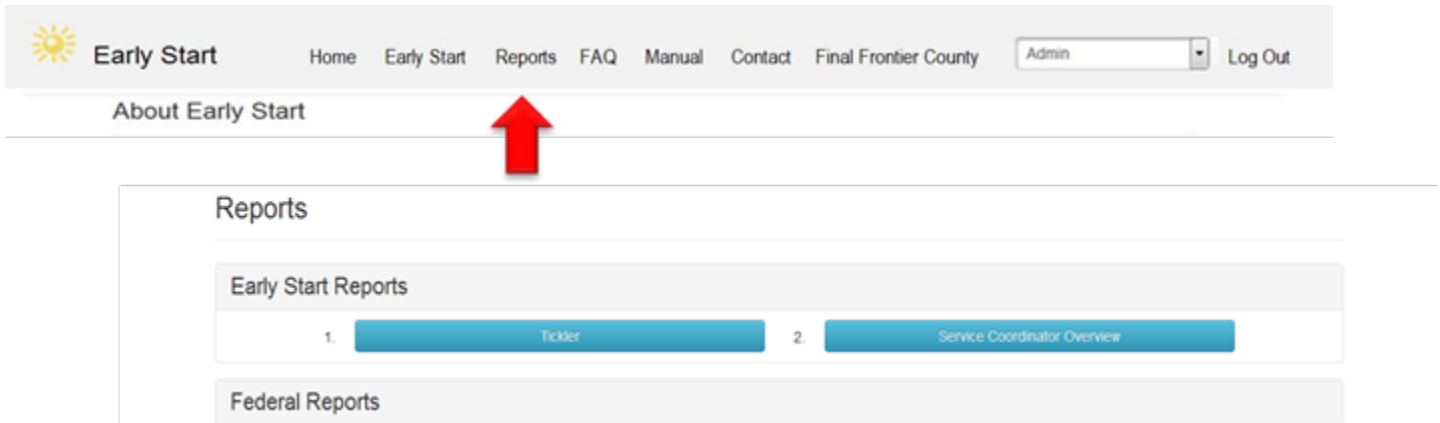 Early Start Home Early Start Reports FAQ Manual Contact Final Frontier County Admin Log Out
About Early Start
Reports
Early Start Reports
1. Tickler 2. Service Coordinator Overview
Federal Reports